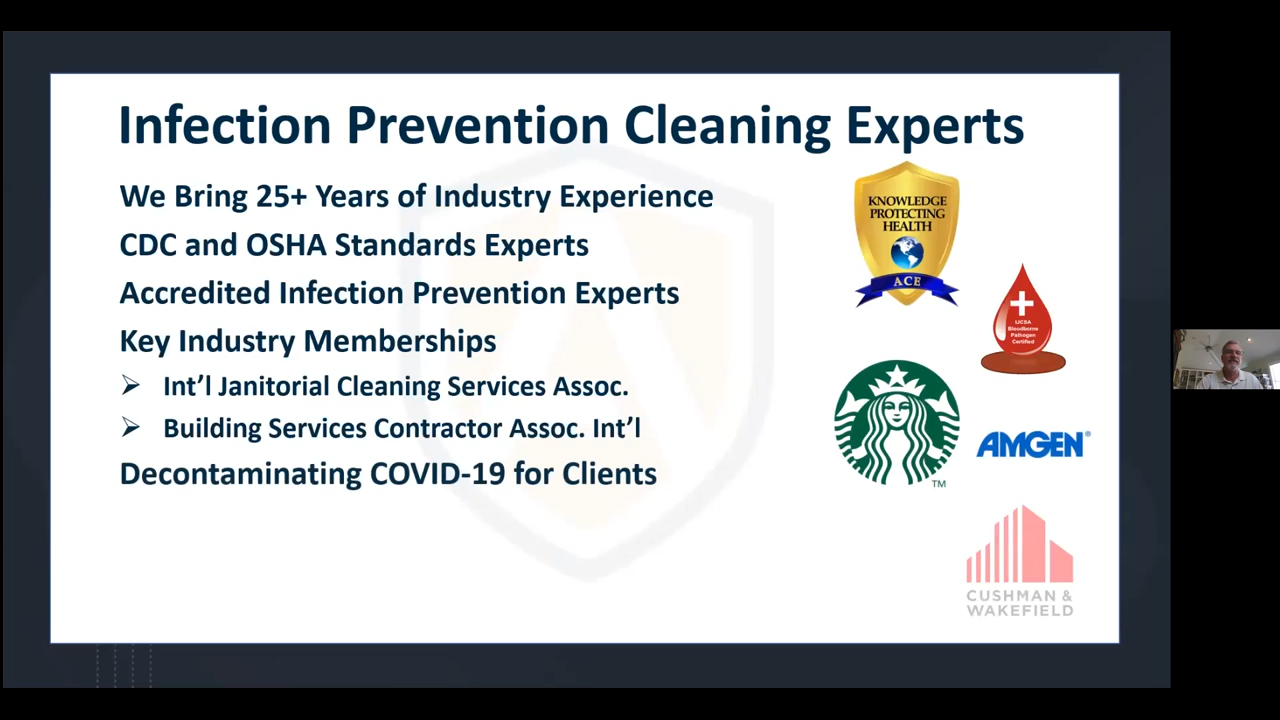 Infection Prevention Cleaning Experts
We Bring 25+ Years of Industry Experience
CDC and OSHA Standards Experts
Accredited Infection Prevention Experts
Key Industry Memberships
Int'l Janitorial Cleaning Services Assoc.
Building Services Contractor Assoc. Int'l
Decontaminating COVID-19 for Clients
KNOWLEDGE
PROTECTING
HEALTH
ACE
IJCSA
Bloodborne
Pathogen
Certified
TM
AMGEN®
CUSHMAN &
WAKEFIELD